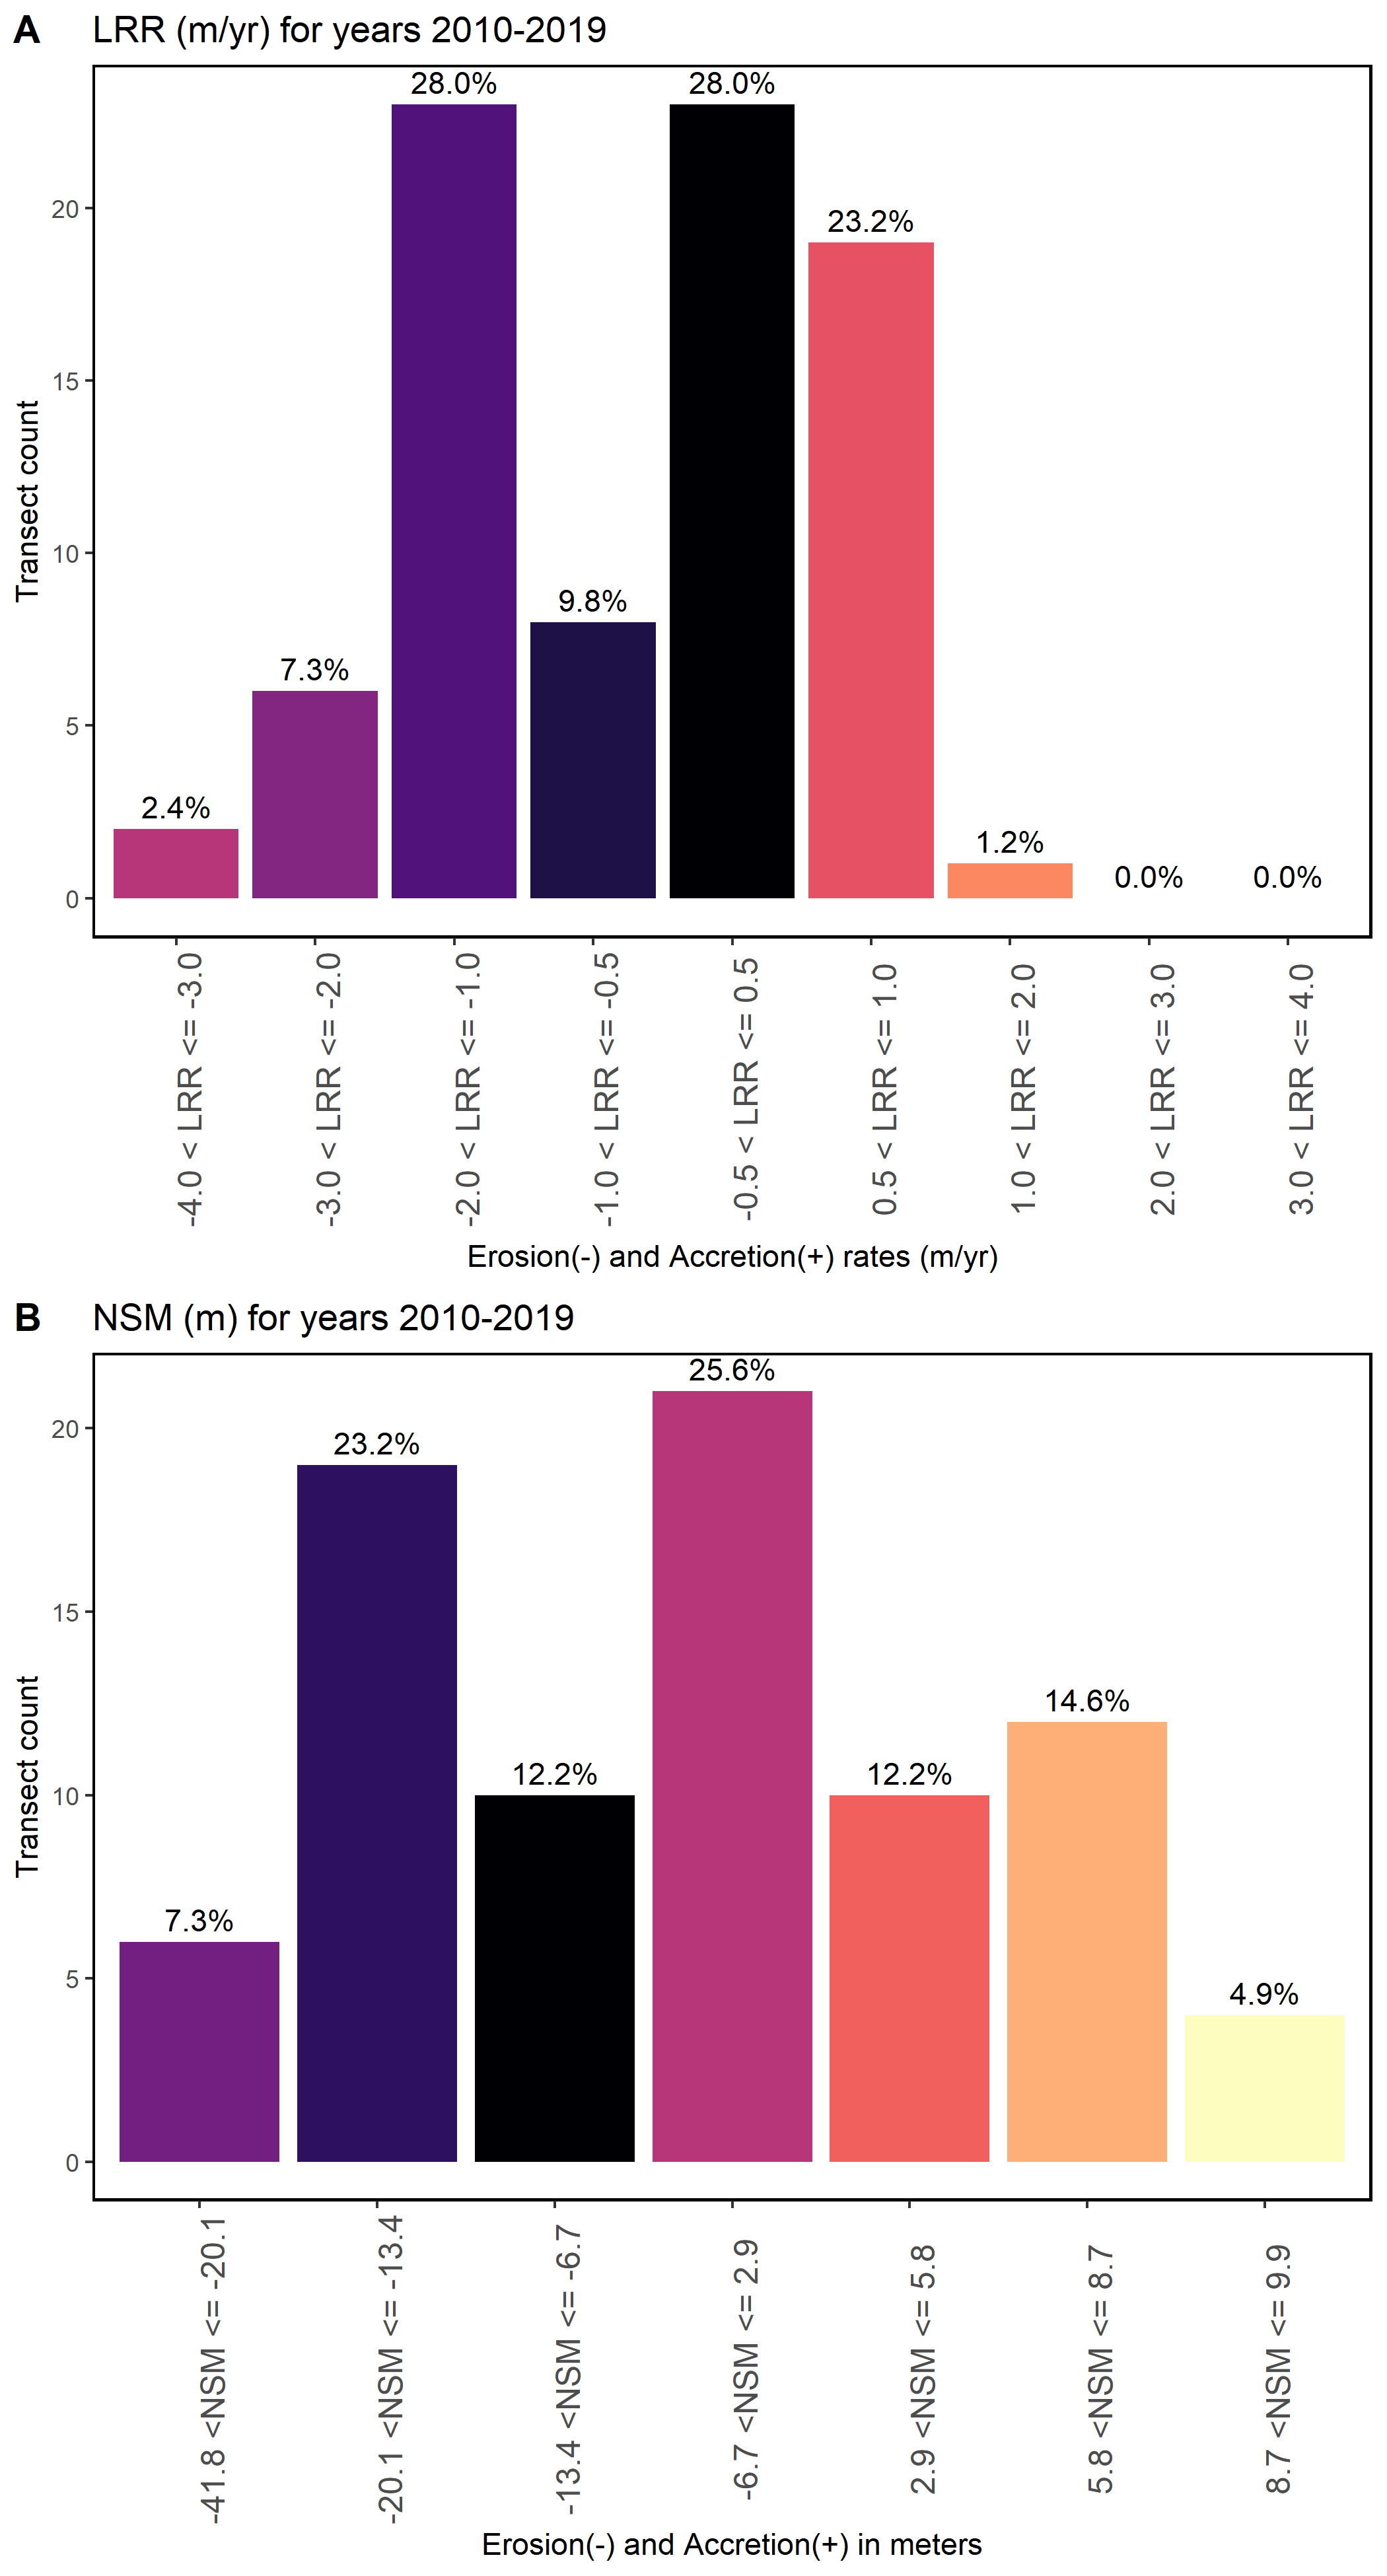 A LRR (m/yr) for years 2010-2019
28.0% 28.0%
20
23.2%
15
Transect count
10
9.8%
7.3%
5
2.4%
1.2%
0.0% 0.0%
0
-4.0 < LRR <= -3.0
-3.0 < LRR <= -2.0
-2.0 < LRR <= -1.0
-1.0 < LRR <= -0.5
-0.5 < LRR <= 0.5
0.5 < LRR <= 1.0
1.0 < LRR <= 2.0
2.0 < LRR <= 3.0
3.0 < LRR <= 4.0
Erosion(-) and Accretion(+) rates (m/yr)
B NSM (m) for years 2010-2019
25.6%
20
23.2%
15
Transect count
14.6%
10
12.2% 12.2%
7.3%
5
4.9%
0
-41.8 <NSM <= -20.1
-20.1 <NSM <= -13.4
-13.4 <NSM <= -6.7
-6.7 <NSM <= 2.9
2.9 <NSM <= 5.8
5.8 <NSM <= 8.7
8.7 <NSM <= 9.9
Erosion(-) and Accretion(+) in meters